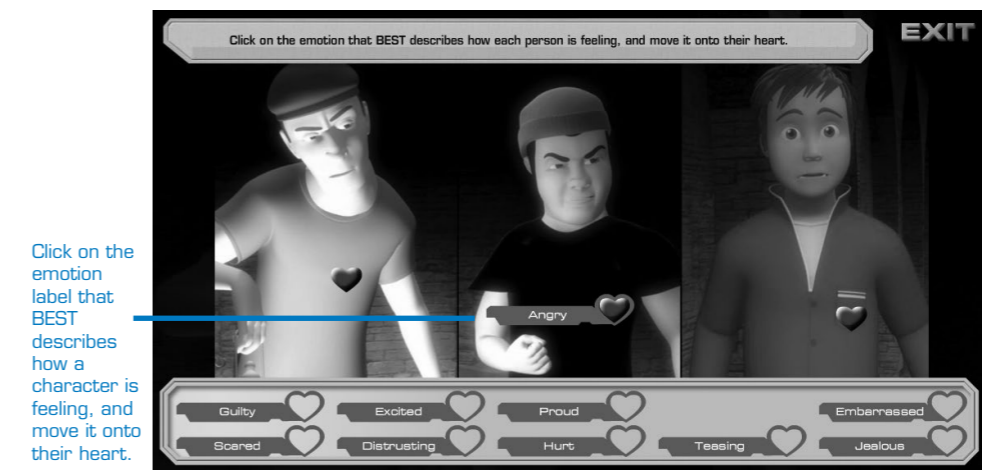 Click on the emotion that BEST describes how each person is feeling, and move it onto their heart.
EXIT
Click on the
emotion
label that
BEST
describes
how a
character is
feeling, and
move it onto
their heart.
Angry
Guilty
Excited
Proud
Embarrassed
Scared
Distrusting
Hurt
Teasing
Jealous